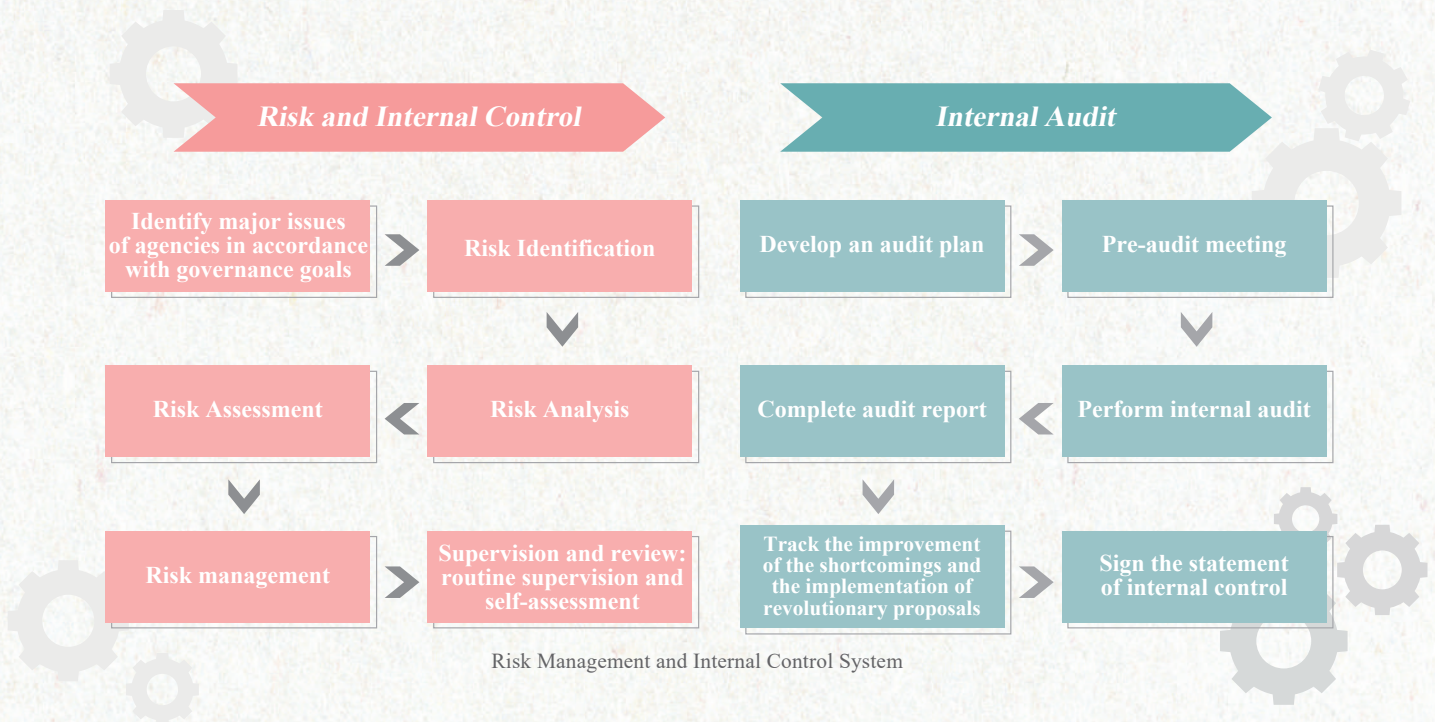 Risk and Internal Control
Internal Audit
Identify major issues
of agencies in accordance
with governance goals
Risk Identification
Risk Analysis
Risk Assessment
Risk management
Supervision and review:
routine supervision and
self-assessment
Develop an audit plan
Pre-audit meeting
Perform internal audit
Complete audit report
Track the improvement
of the shortcomings and
the implementation of
revolutionary proposals
Sign the statement
of internal control
Risk Management and Internal Control System